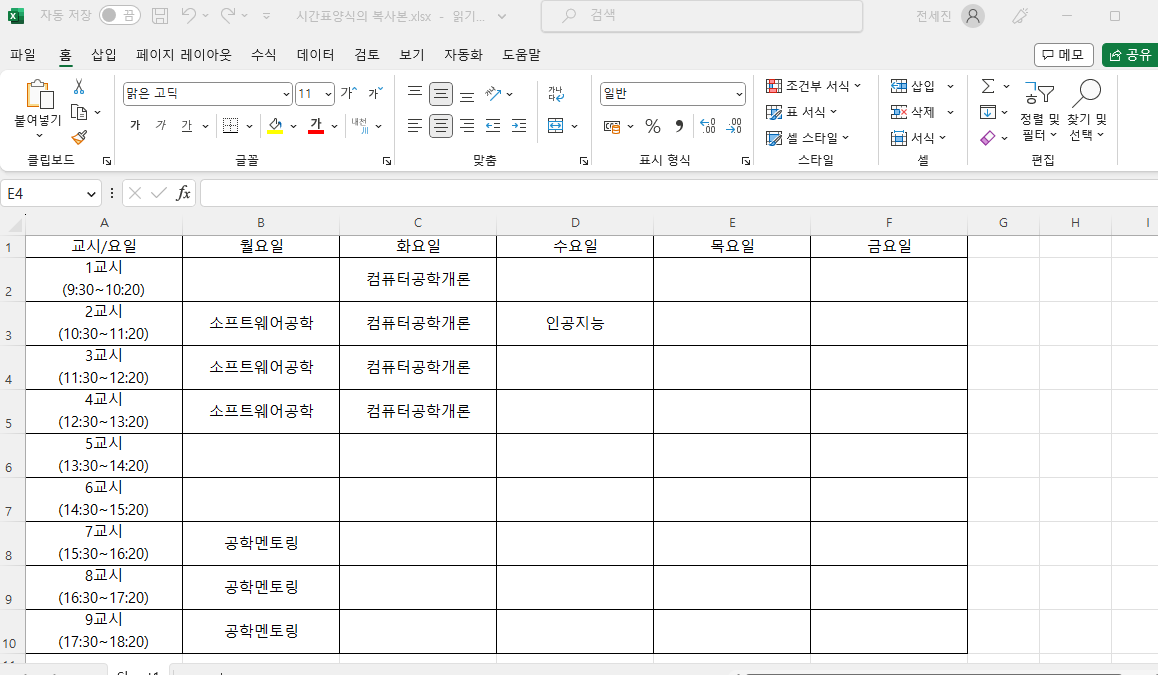 자동 저장 끔 시간표양식의 복사본.xlsx - 읽기... 검색 전세진
파일 홈 삽입 페이지 레이아웃 수식 데이터 검토 보기 자동화 도움말 메모 공유
붙여넣기
클립보드
맑은 고딕 11 가 가
가 가 가 가 내천
글꼴
가나
맞춤
일반
% 9 .00 .00
표시 형식
조건부 서식
표 서식
셀 스타일
스타일
삽입
삭제
서식
셀
정렬 및 필터
찾기 및 선택
편집
E4 fx
A B C D E F G H I
1 교시/요일 월요일 화요일 수요일 목요일 금요일
1교시
2 (9:30~10:20) 컴퓨터공학개론
2교시
3 (10:30~11:20) 소프트웨어공학 컴퓨터공학개론 인공지능
3교시
4 (11:30~12:20) 소프트웨어공학 컴퓨터공학개론
4교시
5 (12:30~13:20) 소프트웨어공학 컴퓨터공학개론
5교시
6 (13:30~14:20)
6교시
7 (14:30~15:20)
7교시
8 (15:30~16:20) 공학멘토링
8교시
9 (16:30~17:20) 공학멘토링
9교시
10 (17:30~18:20) 공학멘토링